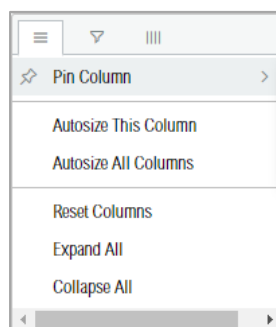 Pin Column
Autosize This Column
Autosize All Columns
Reset Columns
Expand All
Collapse All